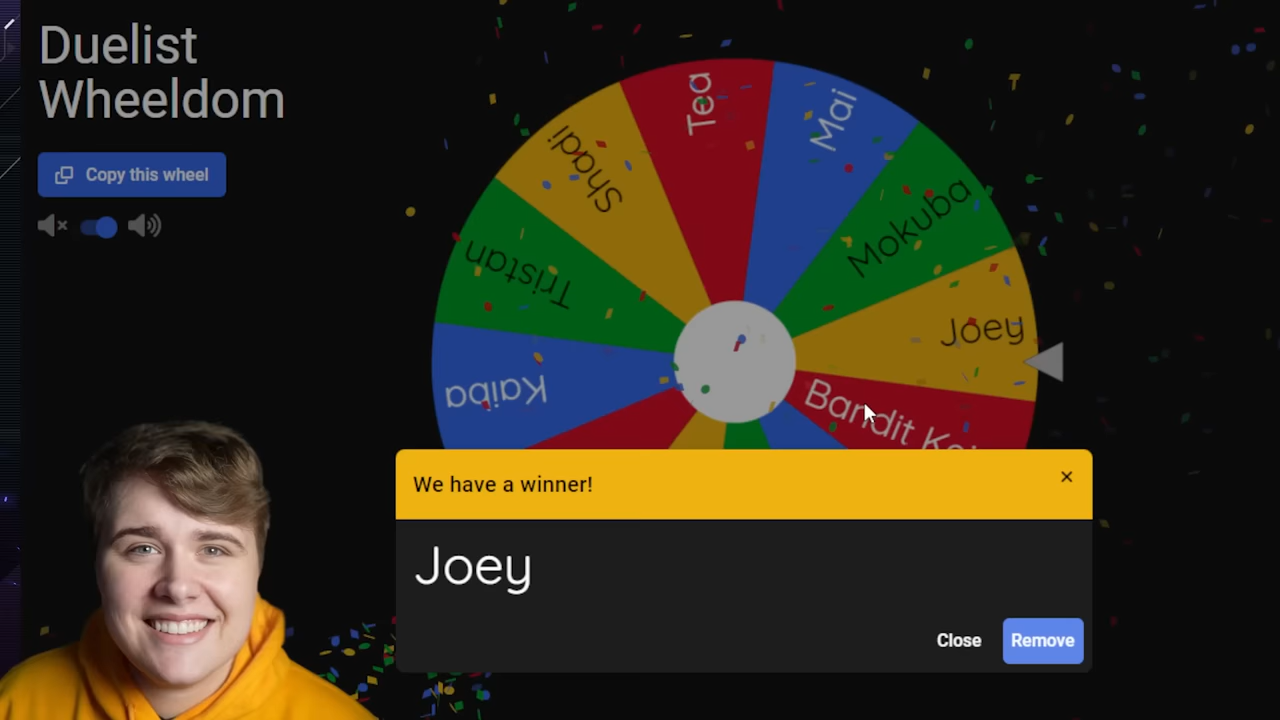 Duelist
Wheeldom
Copy this wheel
Tea
Mai
Shadi
Mokuba
Tristan
Joey
Kaiba
Bandit
We have a winner!
×
Joey
Close
Remove